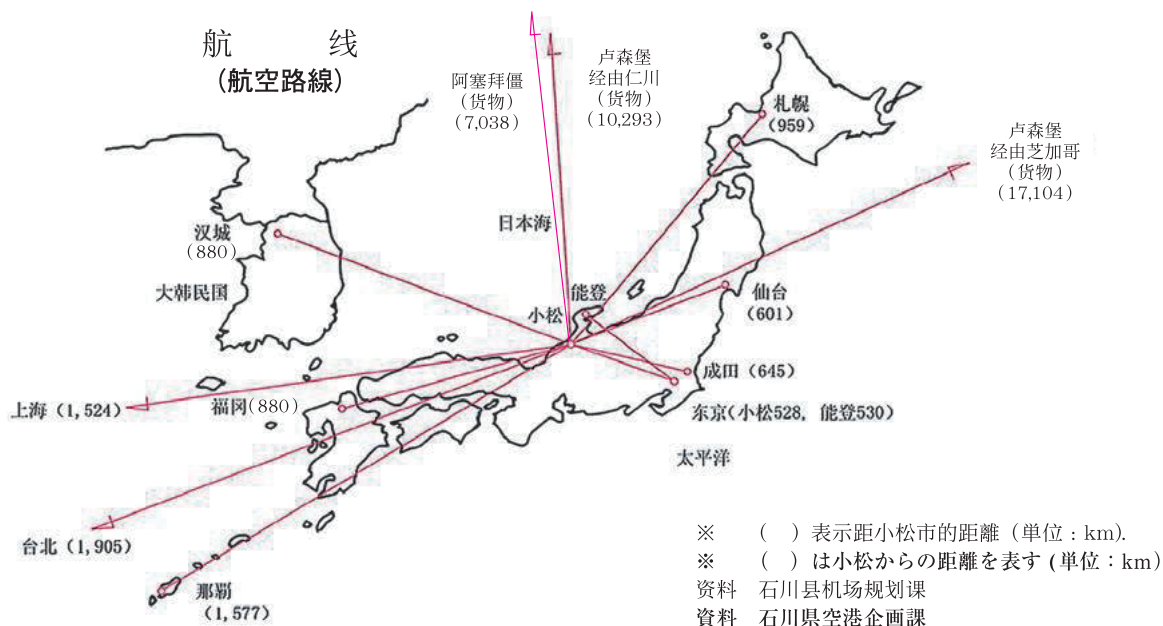 航 线
(航空路線)
阿塞拜疆
(货物)
(7,038)
卢森堡
经由仁川
(货物)
(10,293)
札幌
(959)
卢森堡
经由芝加哥
(货物)
(17,104)
日本海
汉城
(880)
大韩民国
能登
小松
仙台
(601)
成田(645)
上海(1,524)
福冈(880)
东京(小松528, 能登530)
太平洋
台北(1,905)
那覇
(1,577)
※ ( )表示距小松市的距離(単位:km).
※ ( )は小松からの距離を表す(単位:km)
资料 石川县机场规划课
資料 石川県空港企画課